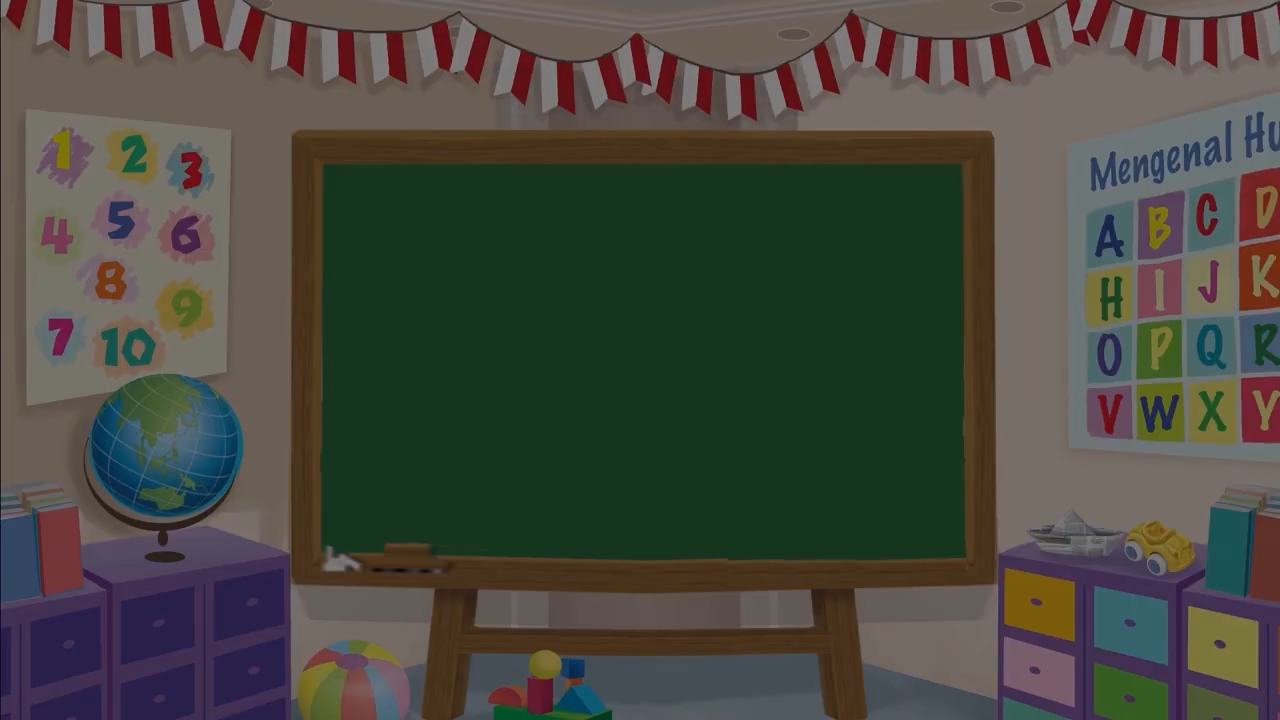 1 2 3
4 5 6
8
7 9
10
Mengenal Hu
A B C D
H I J K
O P Q R
V W X Y